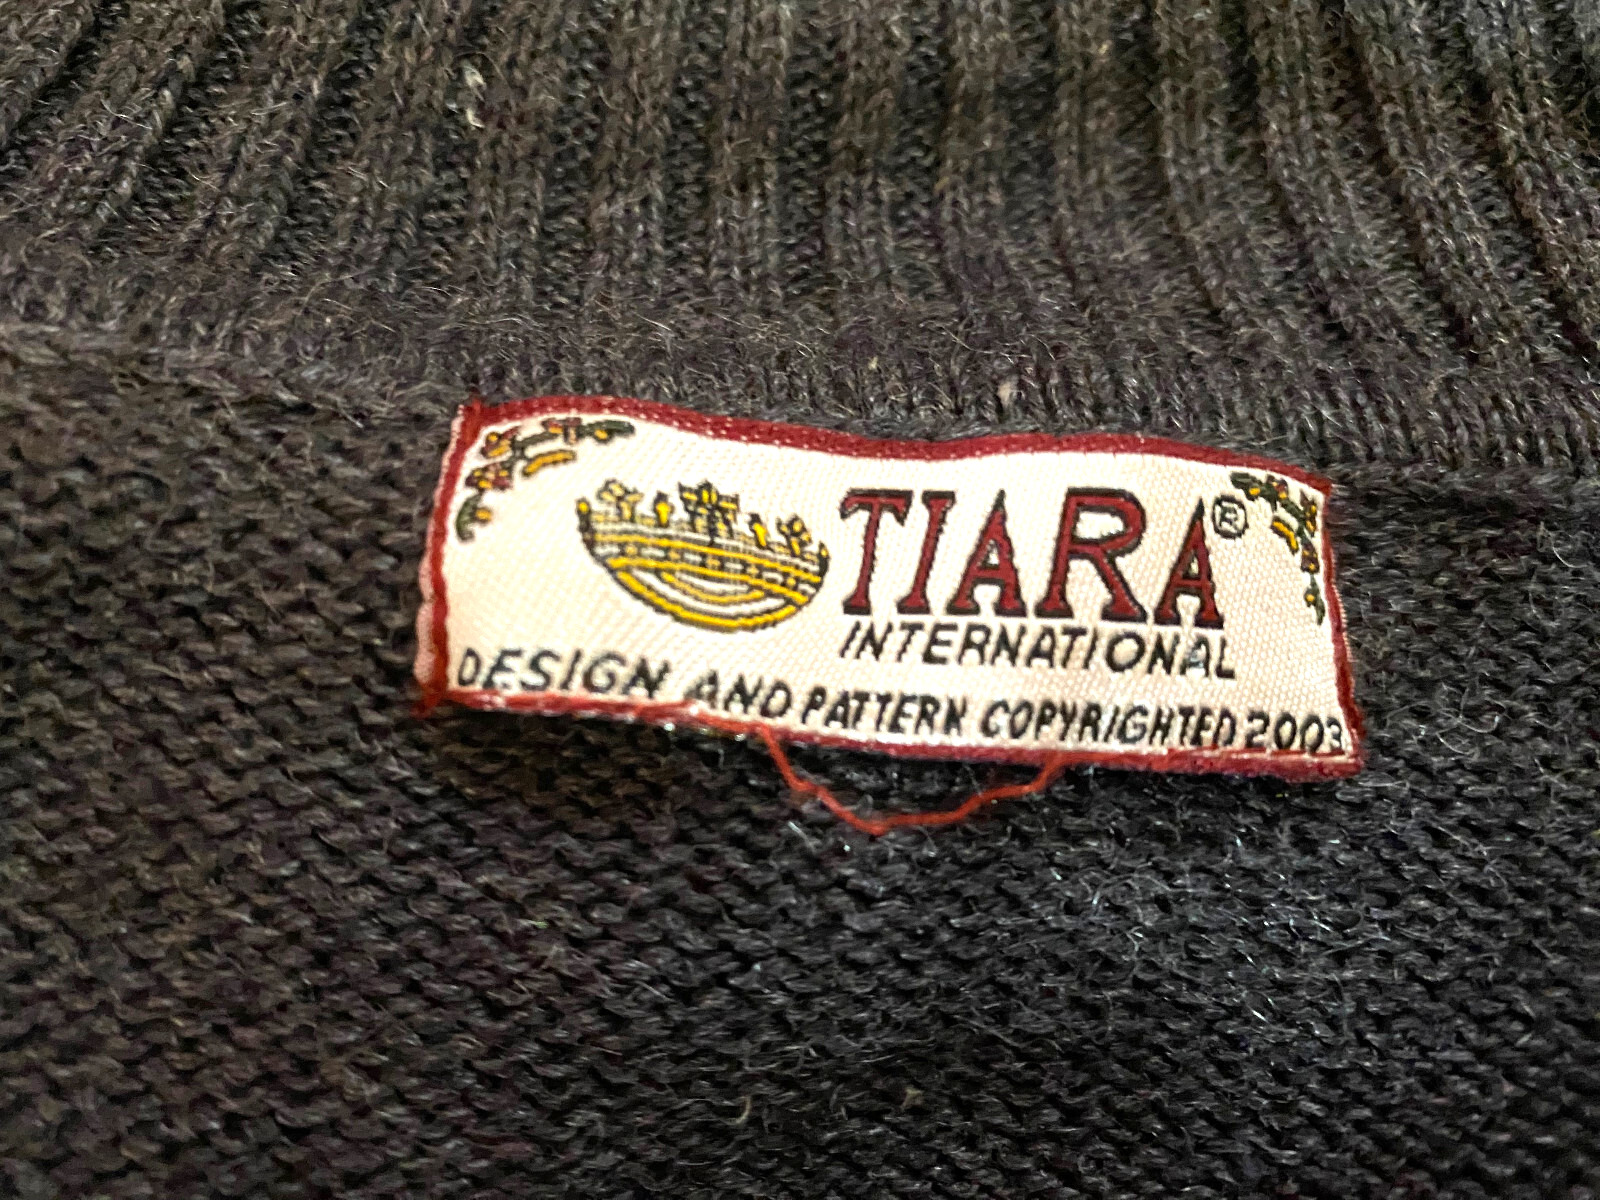 TIARA®
INTERNATIONAL
DESIGN AND PATTERN COPYRIGHTED 2003